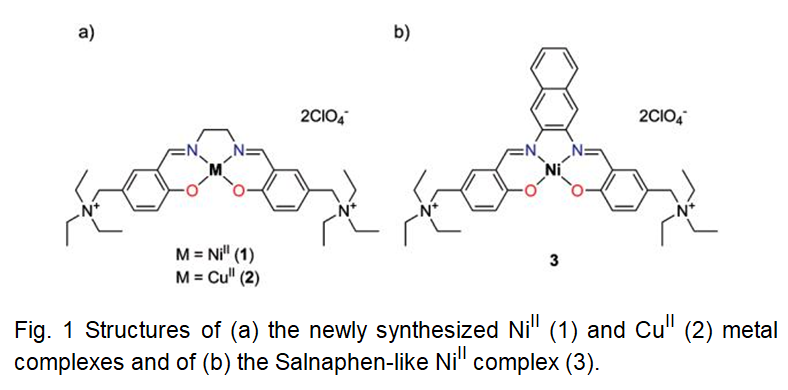 a)
b)
2ClO₄⁻
2ClO₄⁻
N N
N N
M
Ni
O O
O O
N⁺ N⁺
N⁺ N⁺
M = Niᴵᴵ (1)
M = Cuᴵᴵ (2)
3
Fig. 1 Structures of (a) the newly synthesized Niᴵᴵ (1) and Cuᴵᴵ (2) metal
complexes and of (b) the Salnaphen-like Niᴵᴵ complex (3).